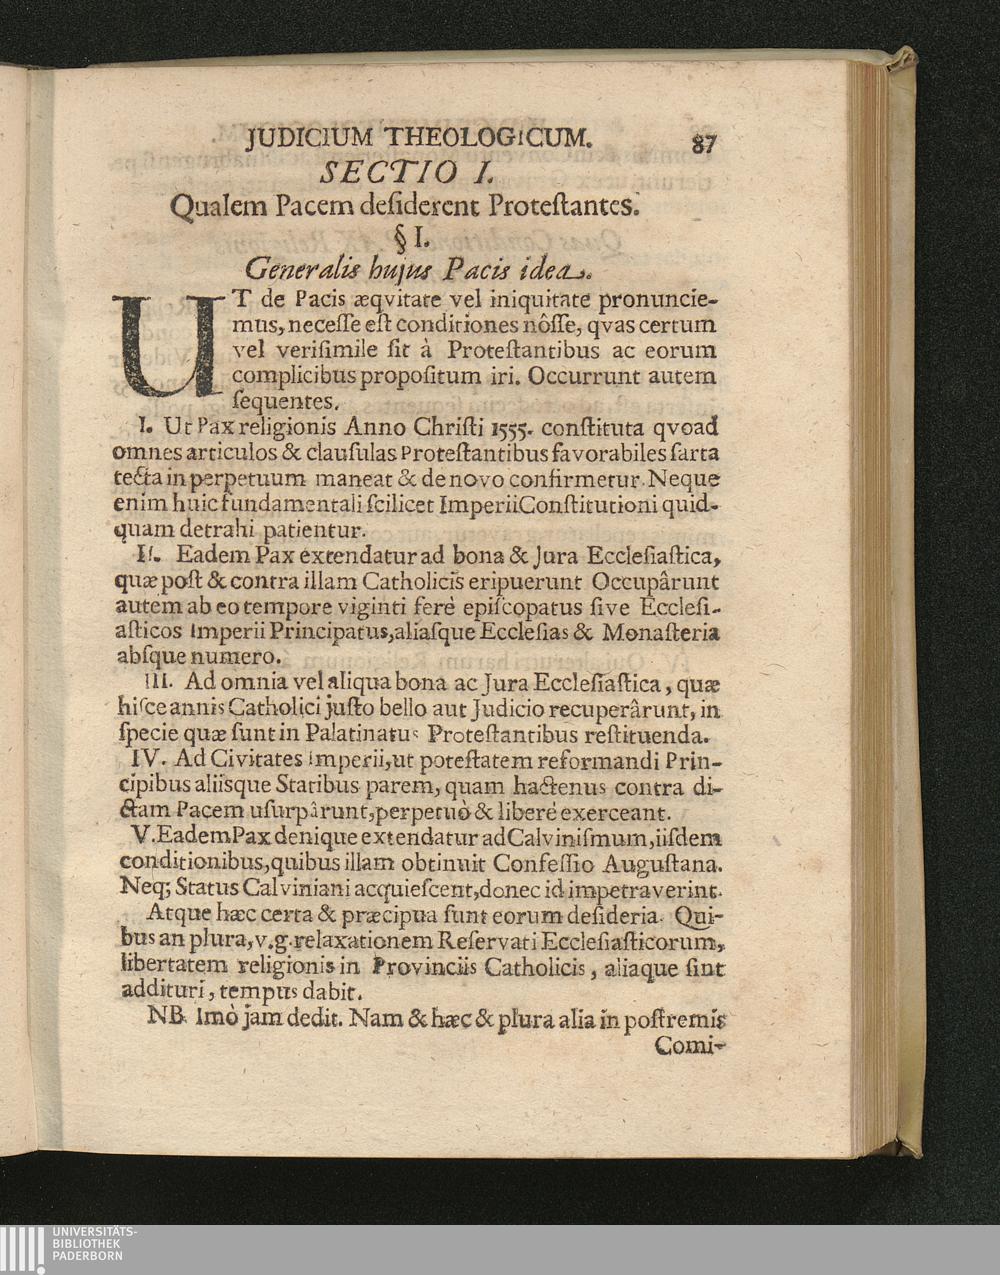 JUDICIUM THEOLOGICUM. 87
SECTIO I.
Qualem Pacem deſiderent Proteſtantes.
§ I.
Generalis hujus Pacis idea.
UT de Pacis æqvitate vel iniquitate pronuncie-
mus, neceſſe eſt conditiones nôſſe, qvas certum
vel veriſimile ſit à Proteſtantibus ac eorum
complicibus propoſitum iri. Occurrunt autem
ſequentes.
I. Ut Pax religionis Anno Chriſti 1555. conſtituta qvoad
omnes articulos & clauſulas Proteſtantibus favorabiles ſarta
tecta in perpetuum maneat & de novo confirmetur. Neque
enim huic fundamentali ſcilicet Imperii Conſtitutioni quid-
quam detrahi patientur.
II. Eadem Pax extendatur ad bona & Jura Eccleſiaſtica,
quæ poſt & contra illam Catholicis eripuerunt Occupârunt
autem ab eo tempore viginti ferè epiſcopatus ſive Eccleſi-
aſticos Imperii Principatus, aliaſque Eccleſias & Monaſteria
abſque numero.
III. Ad omnia vel aliqua bona ac Jura Eccleſiaſtica, quæ
hiſce annis Catholici juſto bello aut Judicio recuperârunt, in
ſpecie quæ ſunt in Palatinatu Proteſtantibus reſtituenda.
IV. Ad Civitates Imperii, ut poteſtatem reformandi Prin-
cipibus aliisque Statibus parem, quam hactenus contra di-
ctam Pacem uſurpârunt, perpetuò & liberé exerceant.
V. Eadem Pax denique extendatur ad Calviniſmum, iiſdem
conditionibus, quibus illam obtinuit Confeſſio Auguſtana.
Neq; Status Calviniani acquieſcent, donec id impetraverint.
Atque hæc certa & præcipua ſunt eorum deſideria. Qui-
bus an plura, v. g. relaxationem Reſervati Eccleſiaſticorum,
libertatem religionis in Provinciis Catholicis, aliaque ſint
addituri, tempus dabit.
NB. Imò jam dedit. Nam & hæc & plura alia in poſtremis
Comi-
UNIVERSITÄTS-
BIBLIOTHEK
PADERBORN